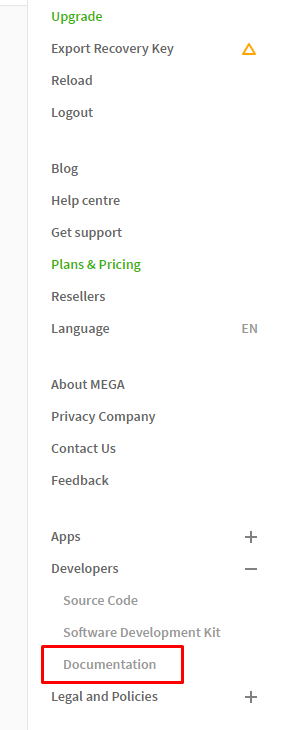 Upgrade
Export Recovery Key
Reload
Logout
Blog
Help centre
Get support
Plans & Pricing
Resellers
Language EN
About MEGA
Privacy Company
Contact Us
Feedback
Apps
Developers
Source Code
Software Development Kit
Documentation
Legal and Policies